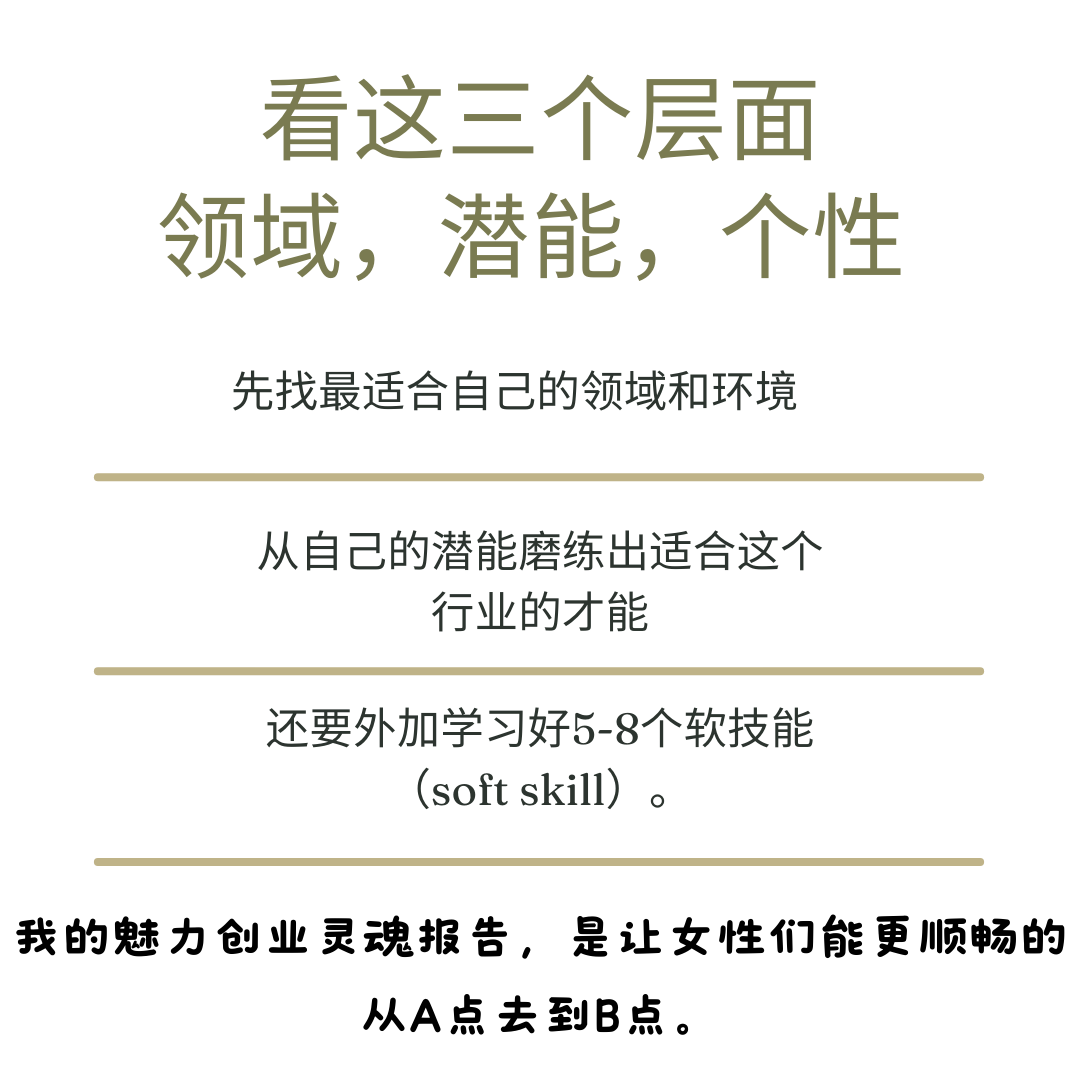 看这三个层面
领域，潜能，个性
先找最适合自己的领域和环境
从自己的潜能磨练出适合这个
行业的才能
还要外加学习好5-8个软技能
（soft skill）。
我的魅力创业灵魂报告，是让女性们能更顺畅的
从A点去到B点。